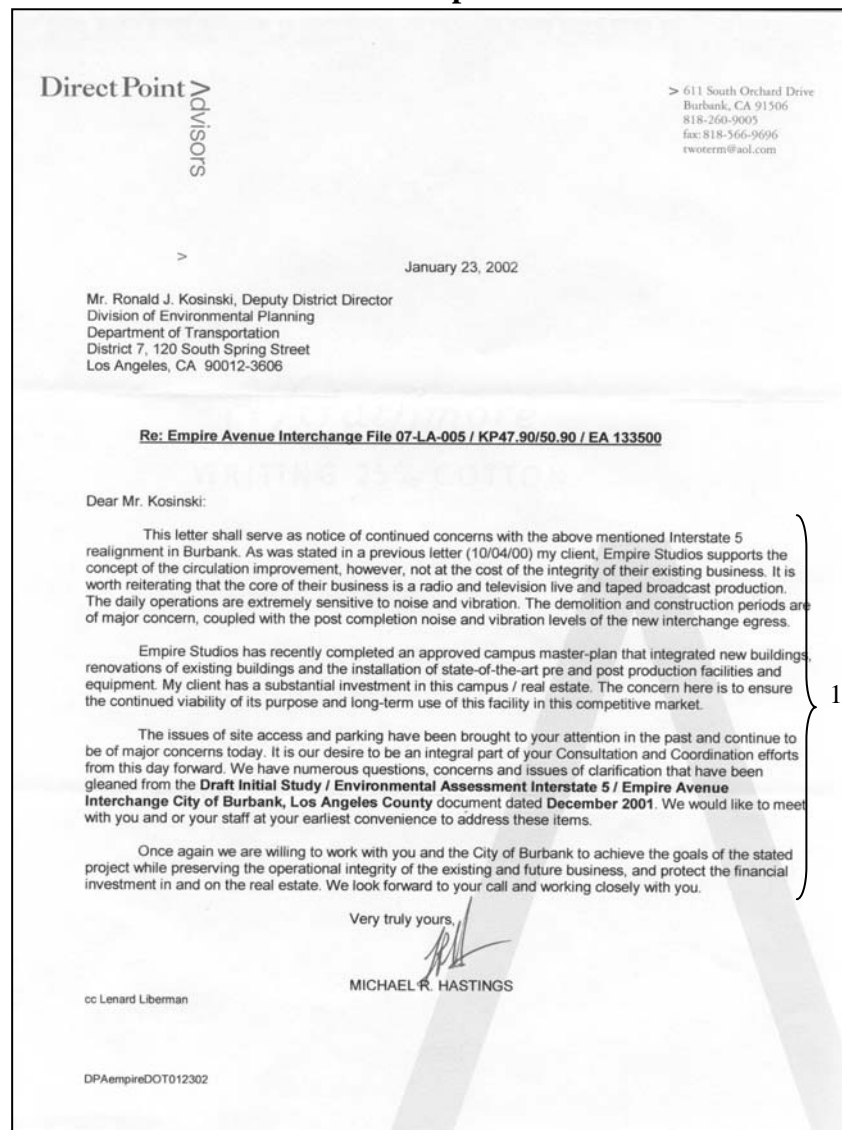 Direct Point Advisors
> 611 South Orchard Drive
Burbank, CA 91506
818-260-9005
fax: 818-566-9696
twoterm@aol.com
>
January 23, 2002
Mr. Ronald J. Kosinski, Deputy District Director
Division of Environmental Planning
Department of Transportation
District 7, 120 South Spring Street
Los Angeles, CA 90012-3606
WRITING 25% COTTON
Re: Empire Avenue Interchange File 07-LA-005 / KP47.90/50.90 / EA 133500
Dear Mr. Kosinski:
This letter shall serve as notice of continued concerns with the above mentioned Interstate 5
realignment in Burbank. As was stated in a previous letter (10/04/00) my client, Empire Studios supports the
concept of the circulation improvement, however, not at the cost of the integrity of their existing business. It is
worth reiterating that the core of their business is a radio and television live and taped broadcast production.
The daily operations are extremely sensitive to noise and vibration. The demolition and construction periods are
of major concern, coupled with the post completion noise and vibration levels of the new interchange egress.
Empire Studios has recently completed an approved campus master-plan that integrated new buildings,
renovations of existing buildings and the installation of state-of-the-art pre and post production facilities and
equipment. My client has a substantial investment in this campus / real estate. The concern here is to ensure
the continued viability of its purpose and long-term use of this facility in this competitive market.
1
The issues of site access and parking have been brought to your attention in the past and continue to
be of major concerns today. It is our desire to be an integral part of your Consultation and Coordination efforts
from this day forward. We have numerous questions, concerns and issues of clarification that have been
gleaned from the Draft Initial Study / Environmental Assessment Interstate 5 / Empire Avenue
Interchange City of Burbank, Los Angeles County document dated December 2001. We would like to meet
with you and or your staff at your earliest convenience to address these items.
Once again we are willing to work with you and the City of Burbank to achieve the goals of the stated
project while preserving the operational integrity of the existing and future business, and protect the financial
investment in and on the real estate. We look forward to your call and working closely with you.
Very truly yours,
MICHAEL R. HASTINGS
cc Lenard Liberman
DPAempireDOT012302